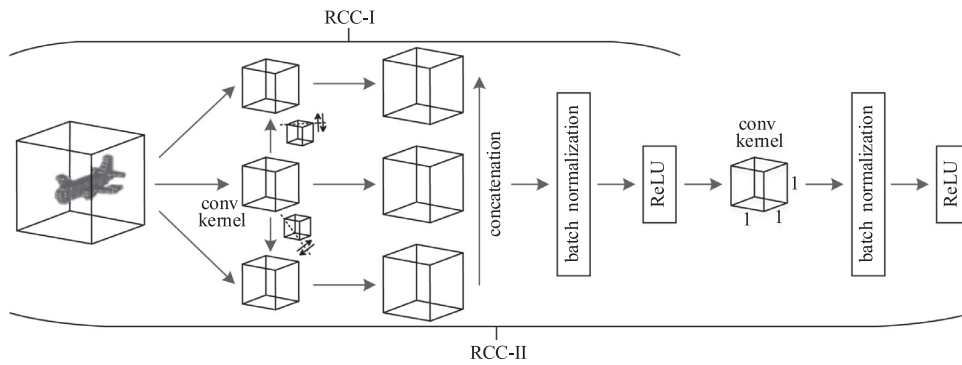 RCC-I
conv
kernel
concatenation
batch normalization
ReLU
conv
kernel
1
1
1
batch normalization
ReLU
RCC-II